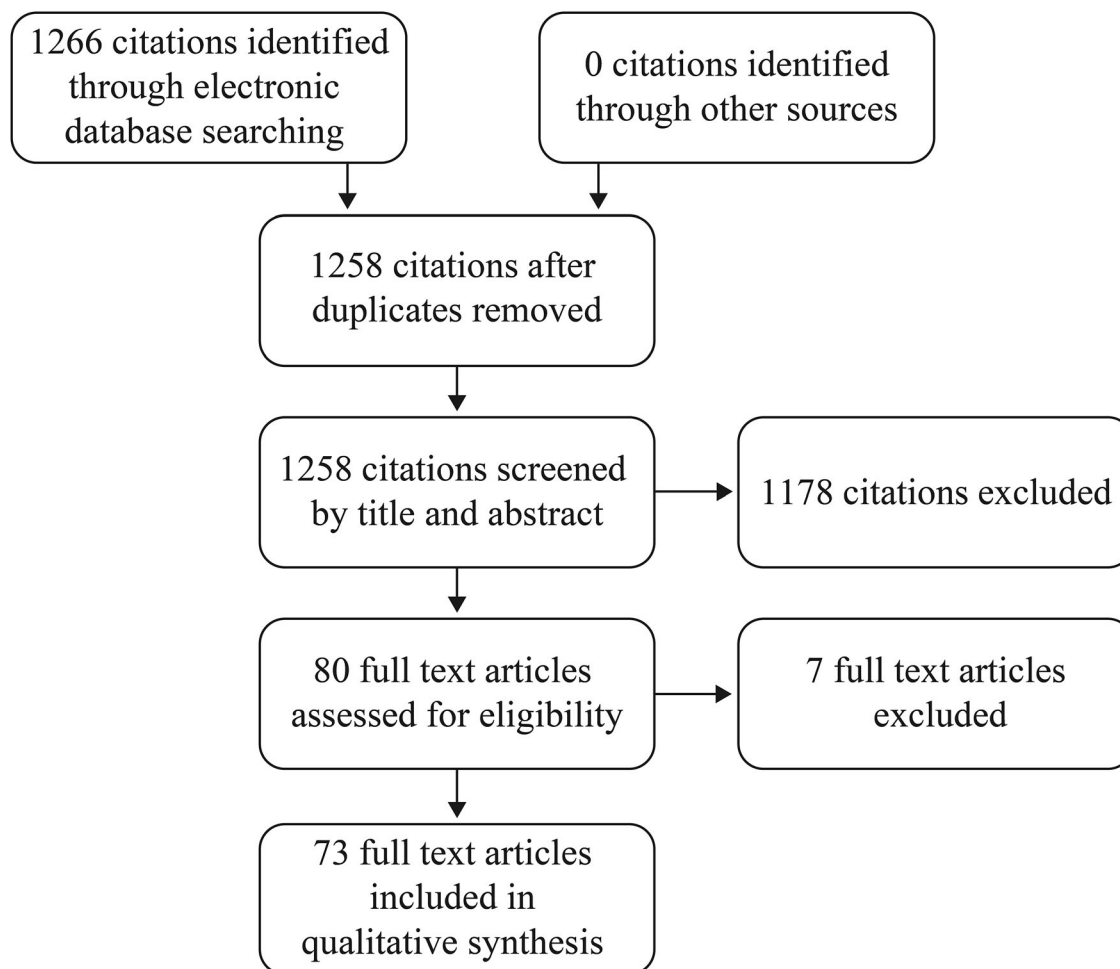 1266 citations identified
through electronic
database searching
0 citations identified
through other sources
1258 citations after
duplicates removed
1258 citations screened
by title and abstract
1178 citations excluded
80 full text articles
assessed for eligibility
7 full text articles
excluded
73 full text articles
included in
qualitative synthesis